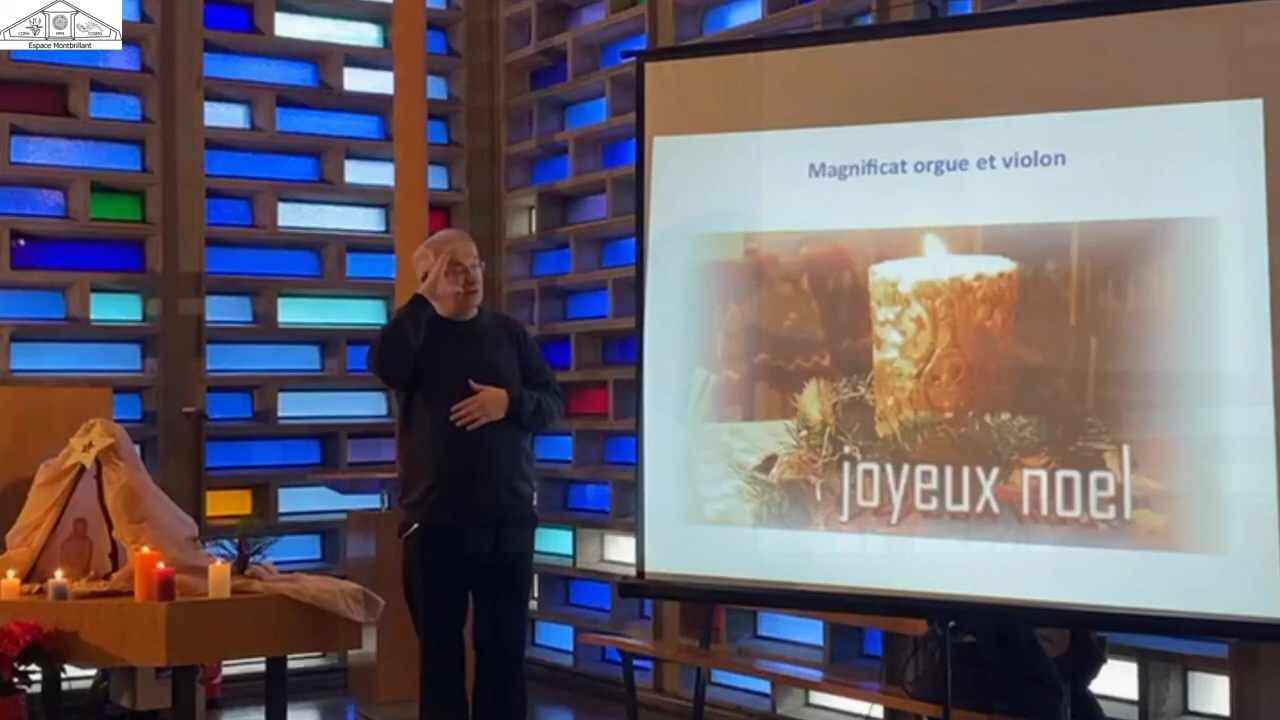 Espace Montbrillant
Magnificat orgue et violon
joyeux noel